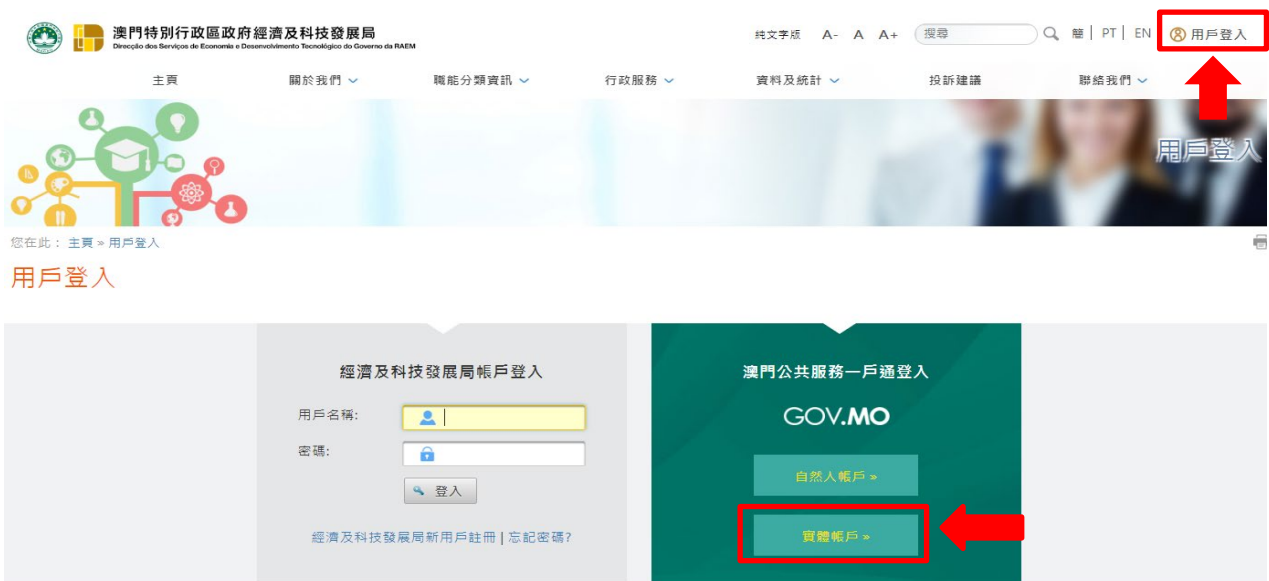 澳門特別行政區政府經濟及科技發展局
Direcção dos Serviços de Economia e Desenvolvimento Tecnológico do Governo da RAEM
純文字版 A- A A+ 搜尋 簡 | PT | EN 用戶登入
主頁 關於我們 職能分類資訊 行政服務 資料及統計 投訴建議 聯絡我們
用戶登入
您在此： 主頁 » 用戶登入
用戶登入
經濟及科技發展局帳戶登入
用戶名稱:
密碼:
登入
經濟及科技發展局新用戶註冊 | 忘記密碼?
澳門公共服務一戶通登入
GOV.MO
自然人帳戶 »
實體帳戶 »